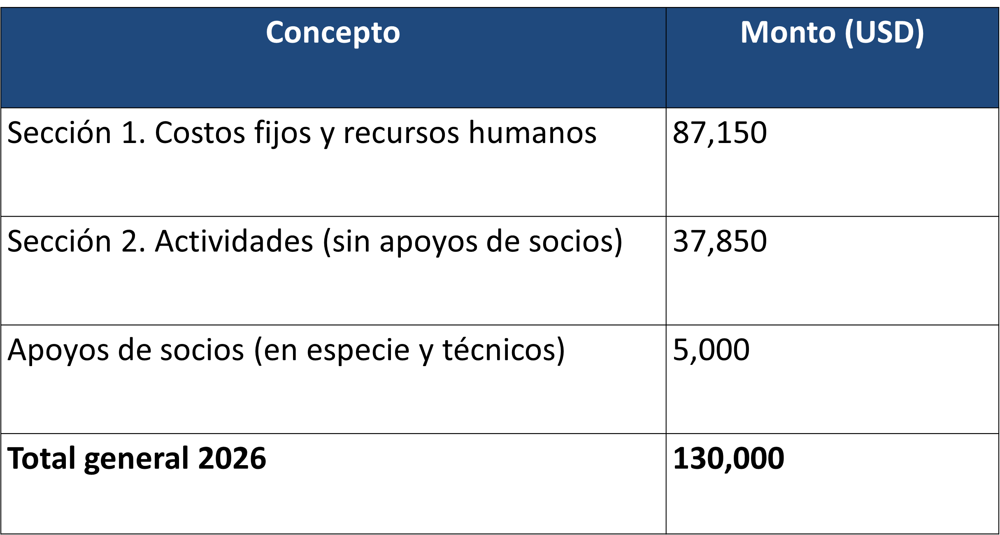 Concepto
Monto (USD)
Sección 1. Costos fijos y recursos humanos
87,150
Sección 2. Actividades (sin apoyos de socios)
37,850
Apoyos de socios (en especie y técnicos)
5,000
Total general 2026
130,000